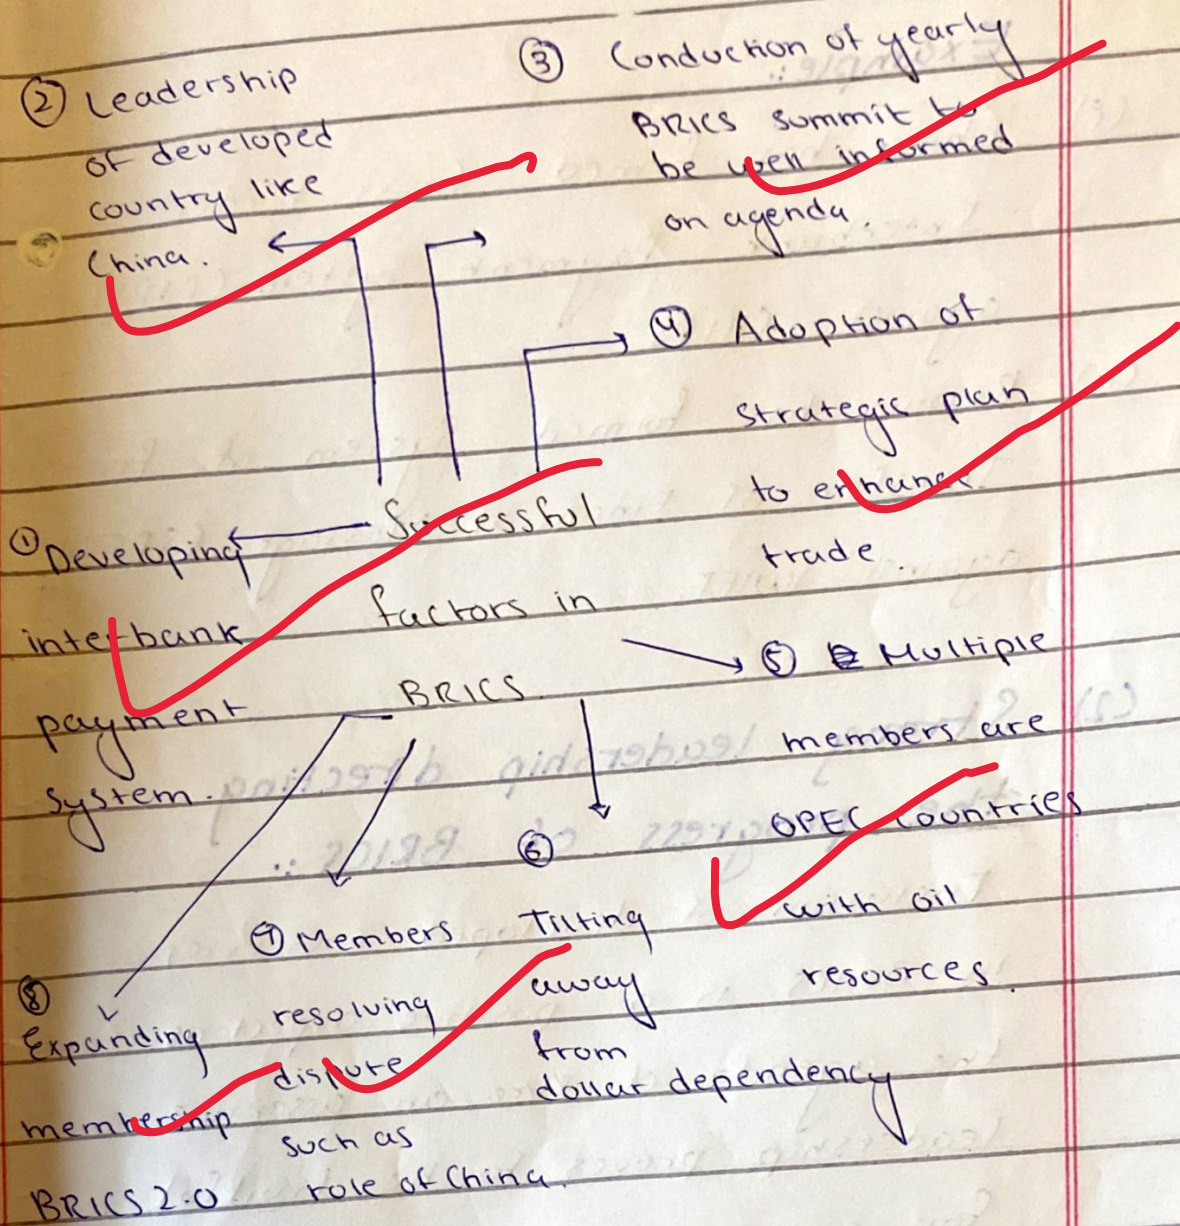 ② Leadership
of developed
country like
China.
③ Conduction of yearly
BRICS summit to
be well informed
on agenda.
④ Adoption of
strategic plan
to enhance
trade.
Successful
factors in
BRICS.
① Developing
interbank
payment
system.
⑤ Multiple
members are
OPEC countries
with oil
resources.
⑥
Tilting
away
from
dollar dependency
⑦ Members
resolving
dispute
such as
role of China.
⑧
Expanding
membership
BRICS 2.0